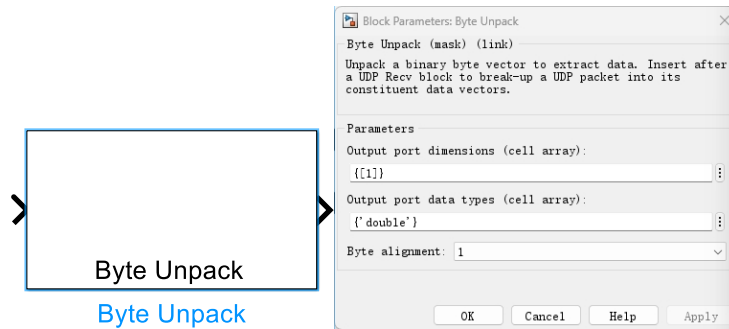 Byte Unpack
Byte Unpack
Block Parameters: Byte Unpack
Byte Unpack (mask) (link)
Unpack a binary byte vector to extract data. Insert after
a UDP Recv block to break-up a UDP packet into its
constituent data vectors.
Parameters
Output port dimensions (cell array):
{[1]}
Output port data types (cell array):
{'double'}
Byte alignment: 1
OK Cancel Help Apply